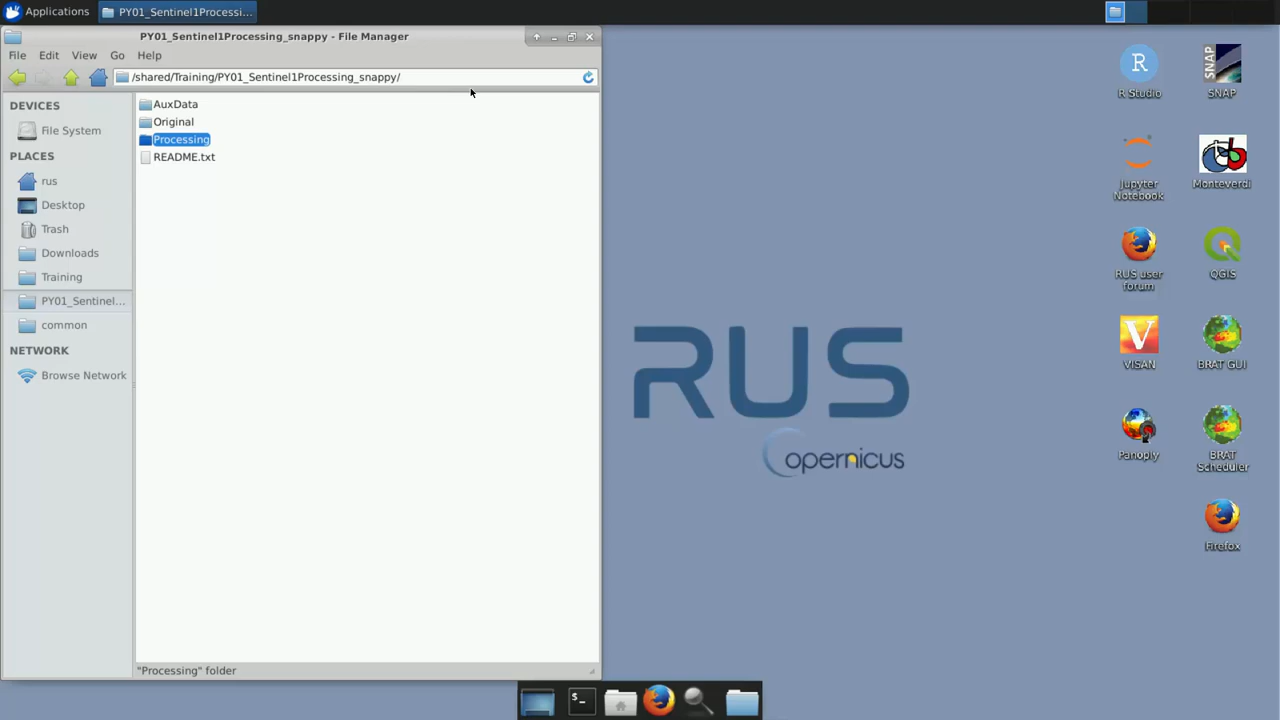 Applications
PY01_Sentinel1Processi...
PY01_Sentinel1Processing_snappy - File Manager
File Edit View Go Help
/shared/Training/PY01_Sentinel1Processing_snappy/
DEVICES
File System
PLACES
rus
Desktop
Trash
Downloads
Training
PY01_Sentinel...
common
NETWORK
Browse Network
AuxData
Original
Processing
README.txt
"Processing" folder
RUS
opernicus
R
R Studio
SNAP
SNAP
Jupyter
Notebook
Monteverdi
RUS user
forum
QGIS
V
VISAN
BRAT GUI
Panoply
BRAT
Scheduler
Firefox
$_